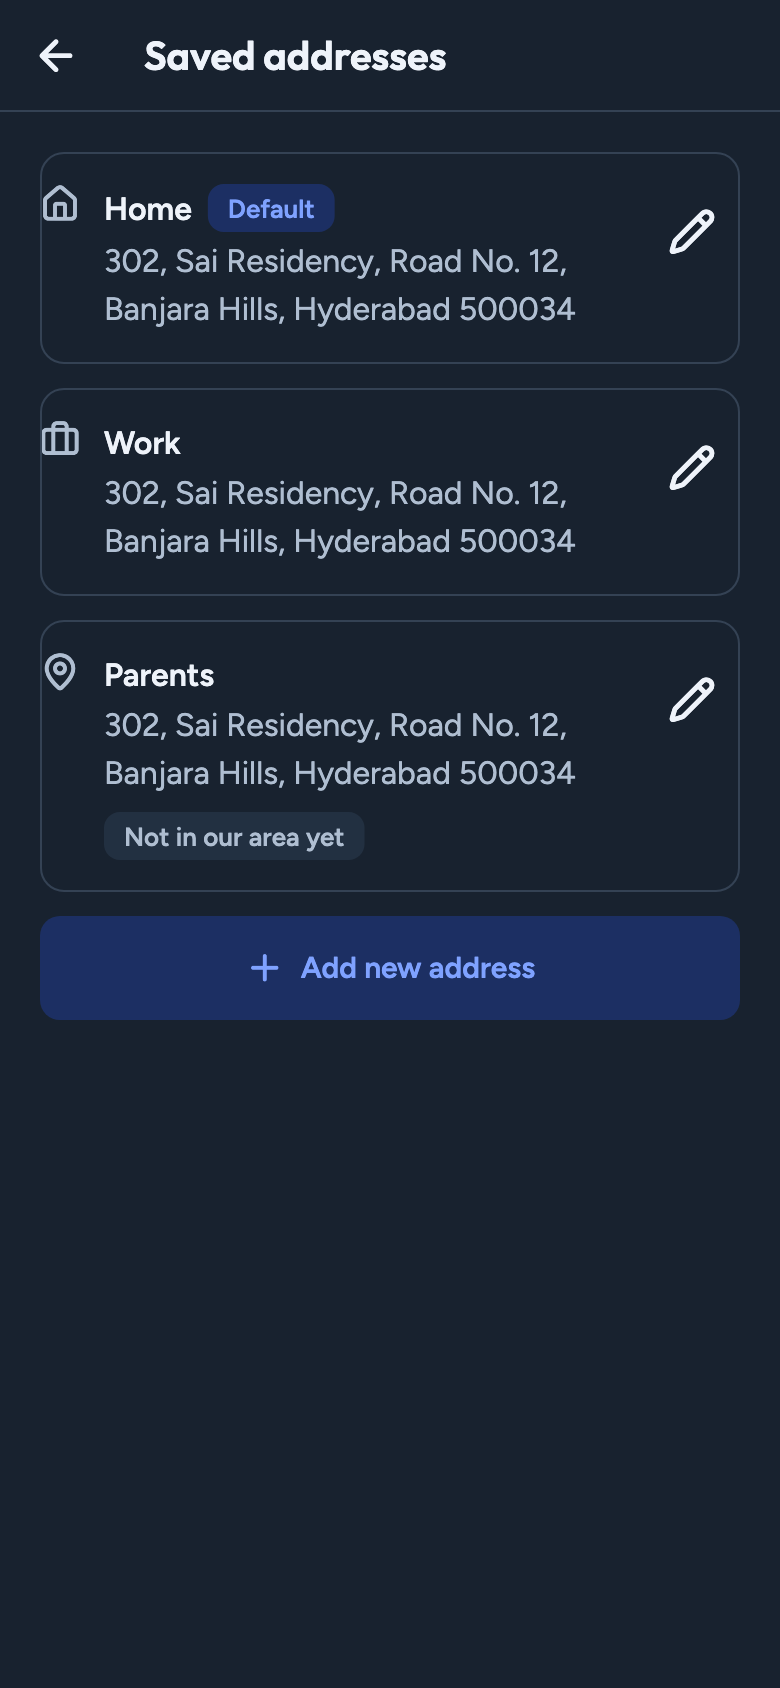 Saved addresses
Home Default
302, Sai Residency, Road No. 12,
Banjara Hills, Hyderabad 500034
Work
302, Sai Residency, Road No. 12,
Banjara Hills, Hyderabad 500034
Parents
302, Sai Residency, Road No. 12,
Banjara Hills, Hyderabad 500034
Not in our area yet
Add new address